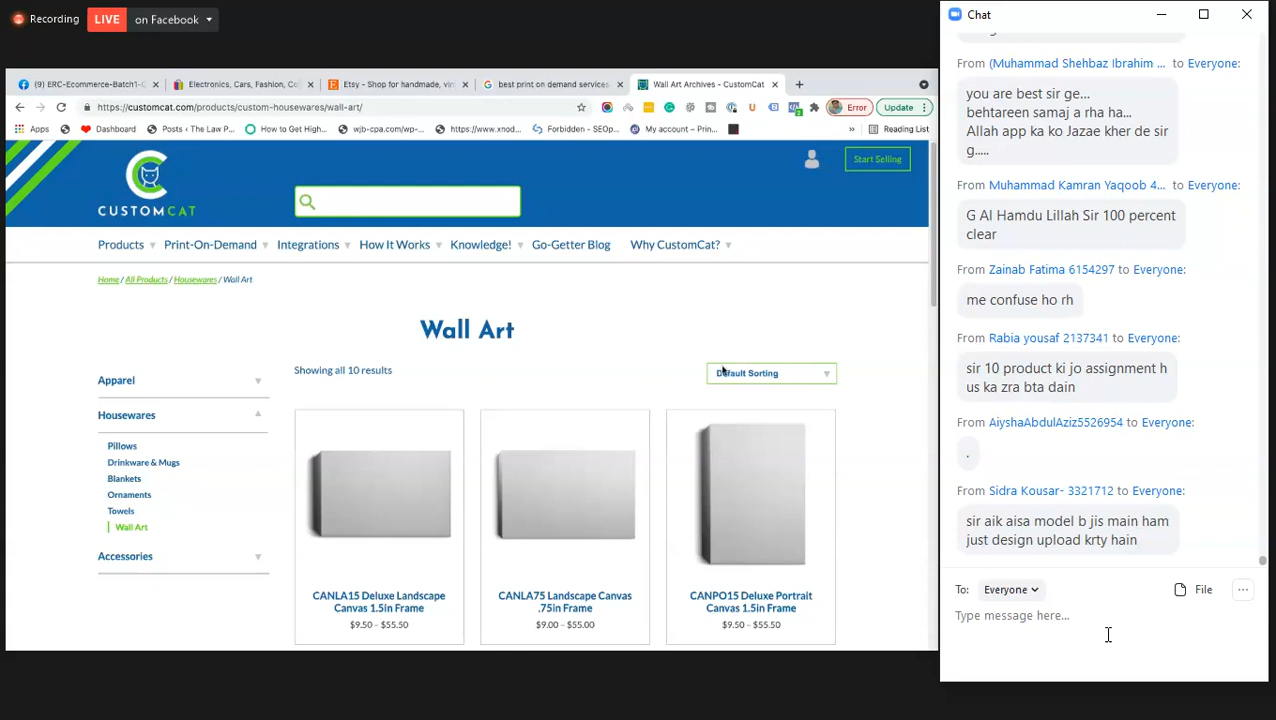 Recording
LIVE
on Facebook
(9) ERC-Ecommerce-Batch1-C
Electronics, Cars, Fashion, Co
Etsy - Shop for handmade, vin
best print on demand services
Wall Art Archives - CustomCat
https://customcat.com/products/custom-housewares/wall-art/
Error
Update
Apps
Dashboard
Posts ‹ The Law P...
How to Get High...
wjb-cpa.com/wp-...
https://www.xnod...
Forbidden - SEOp...
My account – Prin...
»
Reading List
CUSTOMCAT
Start Selling
Products
Print-On-Demand
Integrations
How It Works
Knowledge!
Go-Getter Blog
Why CustomCat?
Home / All Products / Housewares / Wall Art
Wall Art
Showing all 10 results
Default Sorting
Apparel
Housewares
Pillows
Drinkware & Mugs
Blankets
Ornaments
Towels
Wall Art
Accessories
CANLA15 Deluxe Landscape
Canvas 1.5in Frame
$9.50 – $55.50
CANLA75 Landscape Canvas
.75in Frame
$9.00 – $55.00
CANPO15 Deluxe Portrait
Canvas 1.5in Frame
$9.50 – $55.50
Chat
From (Muhammad Shehbaz Ibrahim ... to Everyone:
you are best sir ge...
behtareen samaj a rha ha...
Allah app ka ko Jazae kher de sir
g.....
From Muhammad Kamran Yaqoob 4... to Everyone:
G Al Hamdu Lillah Sir 100 percent
clear
From Zainab Fatima 6154297 to Everyone:
me confuse ho rh
From Rabia yousaf 2137341 to Everyone:
sir 10 product ki jo assignment h
us ka zra bta dain
From AiyshaAbdulAziz5526954 to Everyone:
.
From Sidra Kousar- 3321712 to Everyone:
sir aik aisa model b jis main ham
just design upload krty hain
To: Everyone
File
...
Type message here...